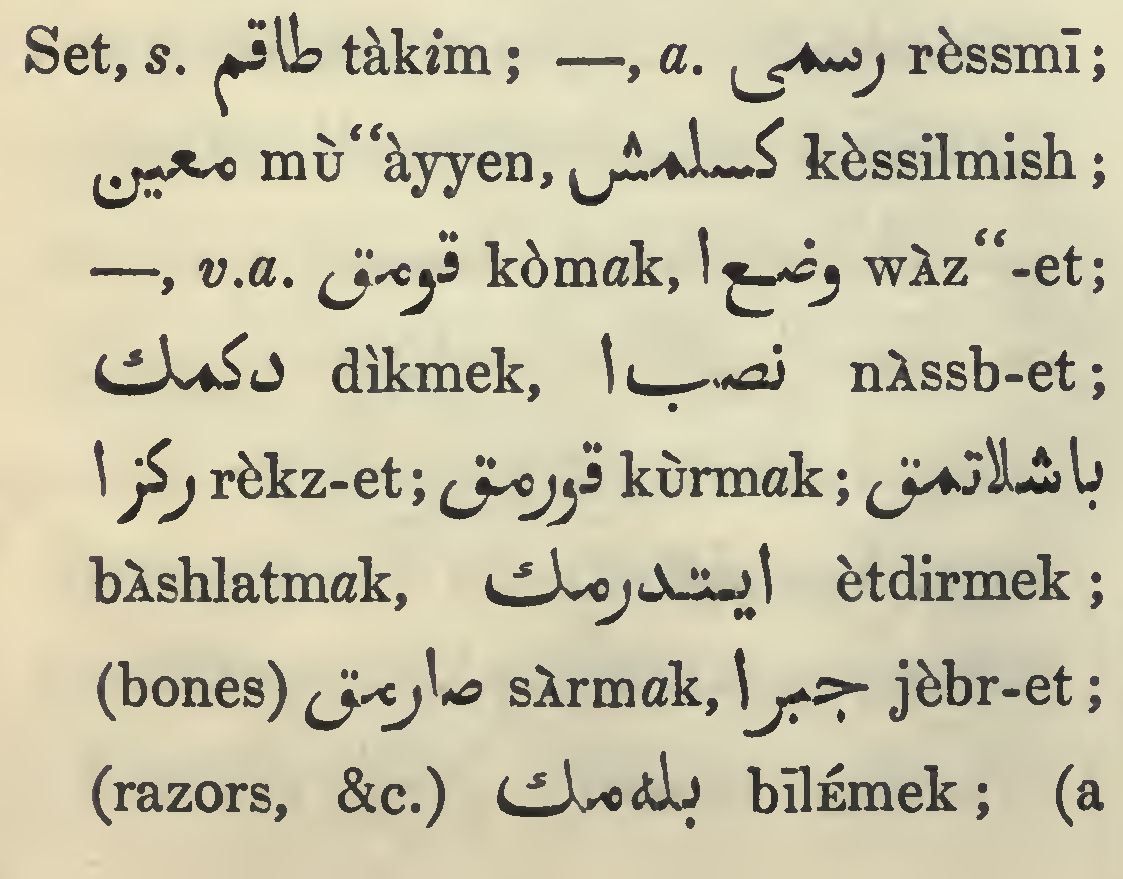 Set, s. طاقم tàkim; —, a. رسمى rèssmī;
معين mù‘‘àyyen, كسلمش kèssilmish;
—, v.a. قومق kòmak, وضع ا wàz‘‘-et;
دكمك dìkmek, نصب ا nàssb-et;
ركز ا rèkz-et; قورمق kùrmak; باشلاتمق
bàshlatmak, ايتدرمك ètdirmek;
(bones) صارمق sàrmak, جبر ا jèbr-et;
(razors, &c.) بلهمك bīlÉmek; (a